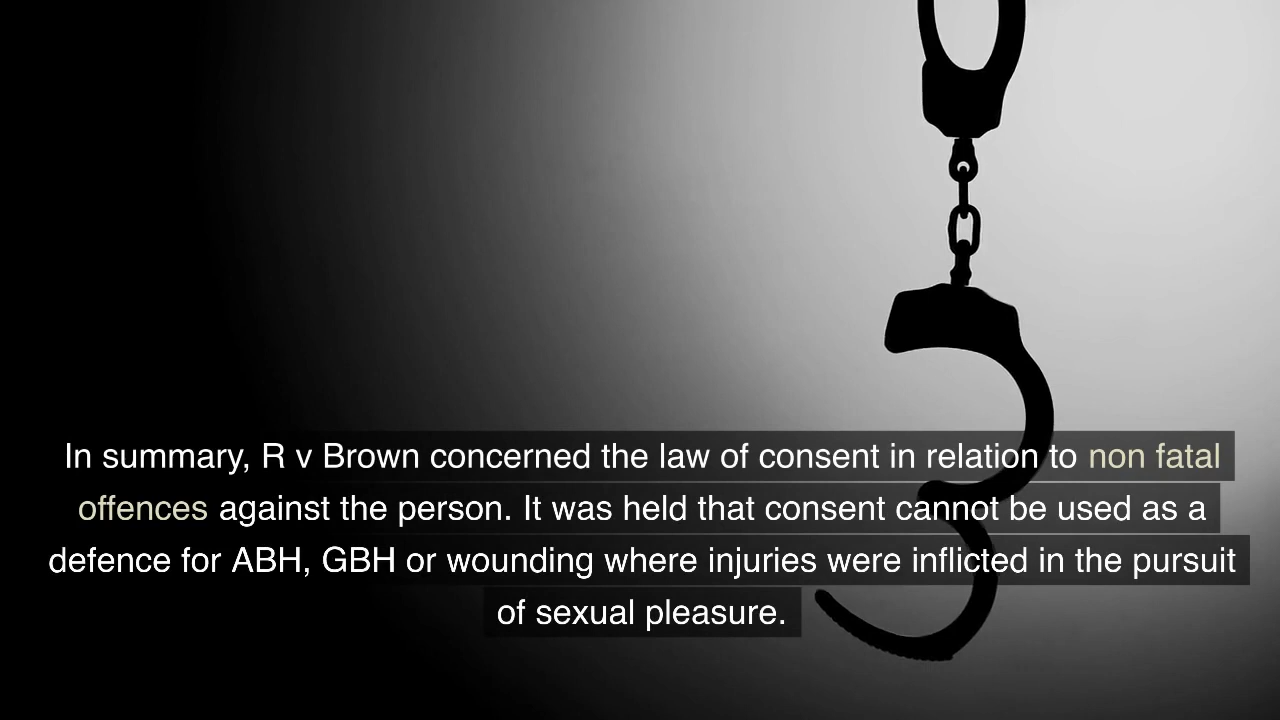 In summary, R v Brown concerned the law of consent in relation to non fatal
offences against the person. It was held that consent cannot be used as a
defence for ABH, GBH or wounding where injuries were inflicted in the pursuit
of sexual pleasure.